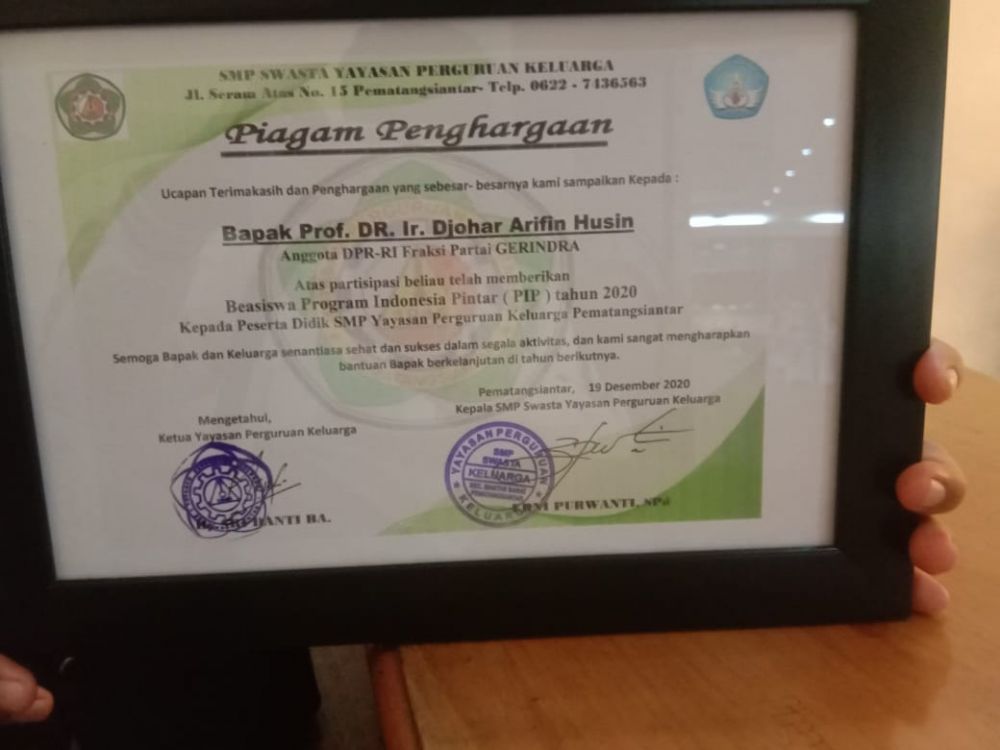 SMP SWASTA YAYASAN PERGURUAN KELUARGA
Jl. Seram Atas No. 15 Pematangsiantar- Telp. 0622 - 7436563
Piagam Penghargaan
Ucapan Terimakasih dan Penghargaan yang sebesar- besarnya kami sampaikan Kepada :
Bapak Prof. DR. Ir. Djohar Arifin Husin
Anggota DPR-RI Fraksi Partai GERINDRA
Atas partisipasi beliau telah memberikan
Beasiswa Program Indonesia Pintar ( PIP ) tahun 2020
Kepada Peserta Didik SMP Yayasan Perguruan Keluarga Pematangsiantar
Semoga Bapak dan Keluarga senantiasa sehat dan sukses dalam segala aktivitas, dan kami sangat mengharapkan
bantuan Bapak berkelanjutan di tahun berikutnya.
Pematangsiantar, 19 Desember 2020
Kepala SMP Swasta Yayasan Perguruan Keluarga
Mengetahui,
Ketua Yayasan Perguruan Keluarga
YAYASAN PERGURUAN
SMP
SWASTA
KELUARGA
KELUARGA
BA.
PURWANTI, SPd